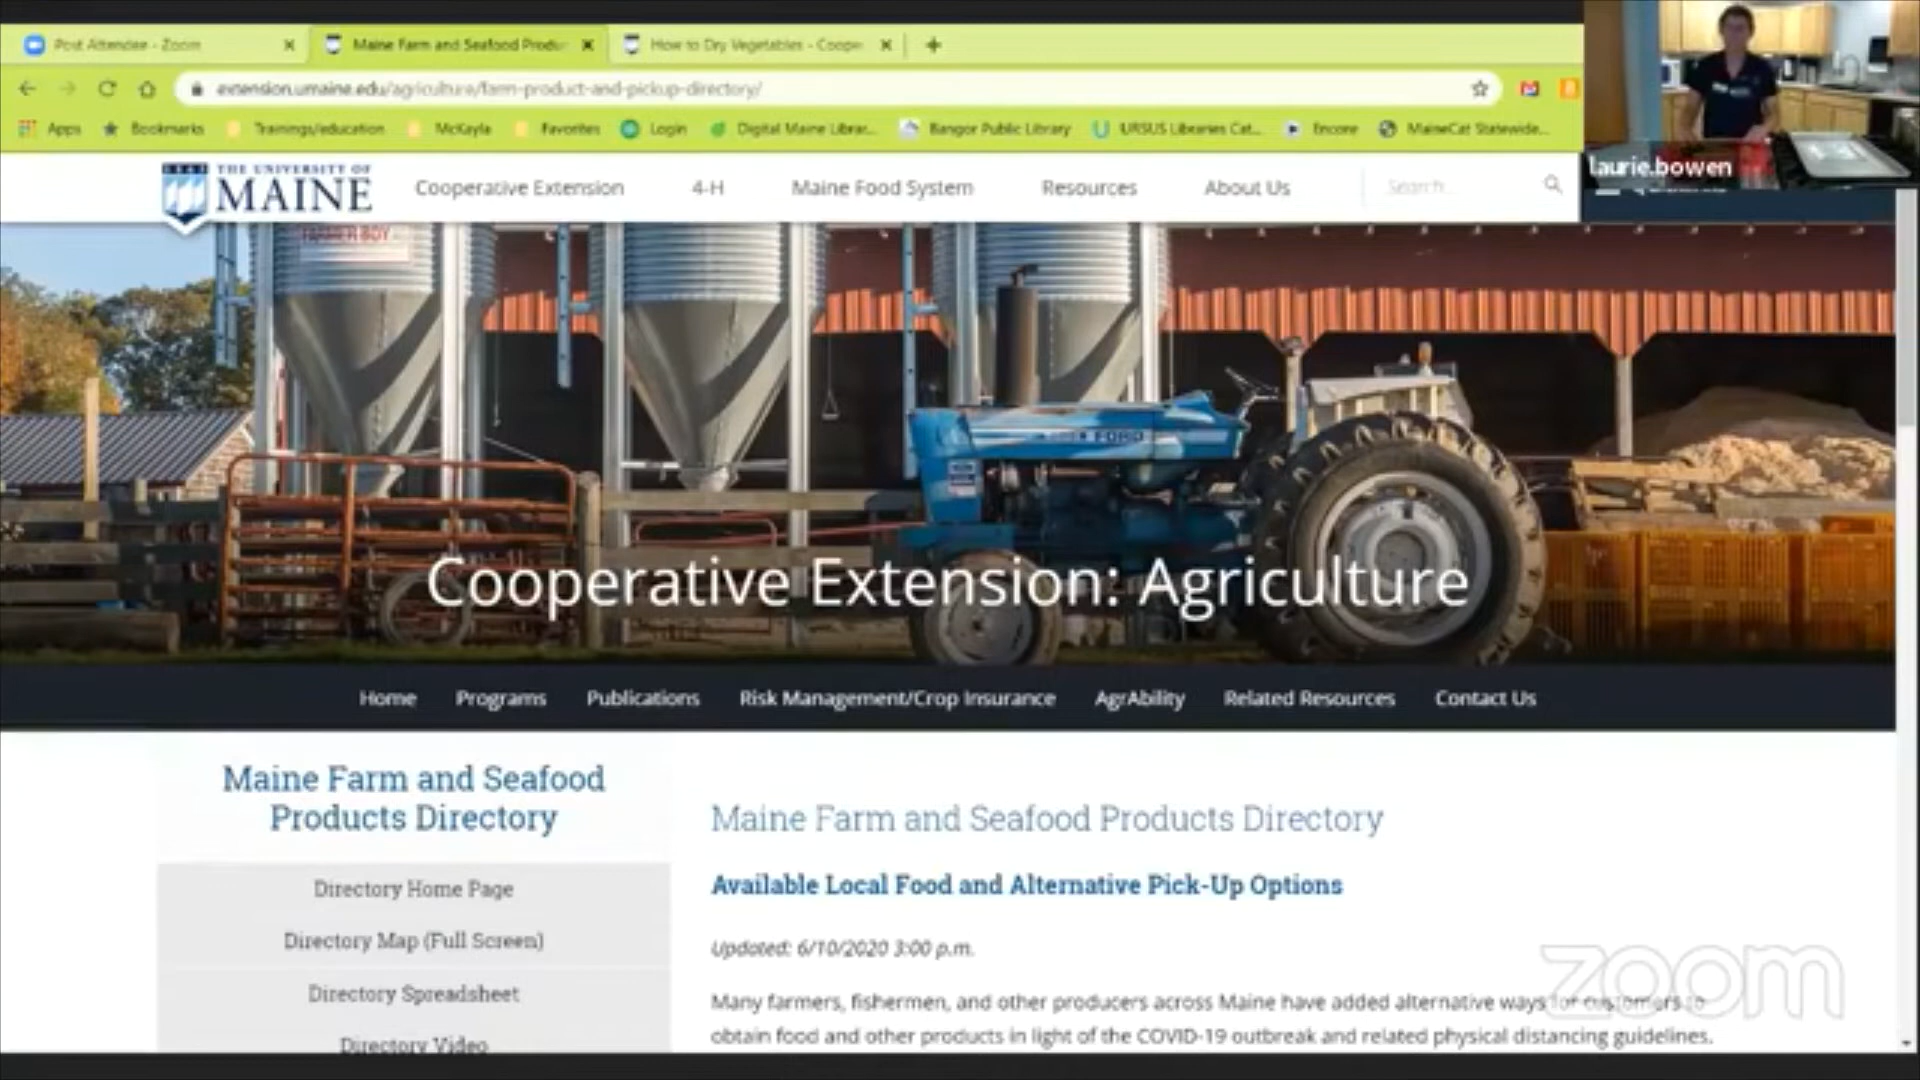 Post Attendee - Zoom
Maine Farm and Seafood Produ
How to Dry Vegetables - Coope
extension.umaine.edu/agriculture/farm-product-and-pickup-directory/
Apps Bookmarks Trainings/education McKayla Favorites Login Digital Maine Librar... Bangor Public Library URSUS Libraries Cat... Encore MaineCat Statewide...
laurie.bowen
THE UNIVERSITY OF
MAINE
Cooperative Extension 4-H Maine Food System Resources About Us Search...
FORD
Cooperative Extension: Agriculture
Home Programs Publications Risk Management/Crop Insurance AgrAbility Related Resources Contact Us
Maine Farm and Seafood
Products Directory
Directory Home Page
Directory Map (Full Screen)
Directory Spreadsheet
Directory Video
Maine Farm and Seafood Products Directory
Available Local Food and Alternative Pick-Up Options
Updated: 6/10/2020 3:00 p.m.
Many farmers, fishermen, and other producers across Maine have added alternative ways for customers to
obtain food and other products in light of the COVID-19 outbreak and related physical distancing guidelines.
zoom